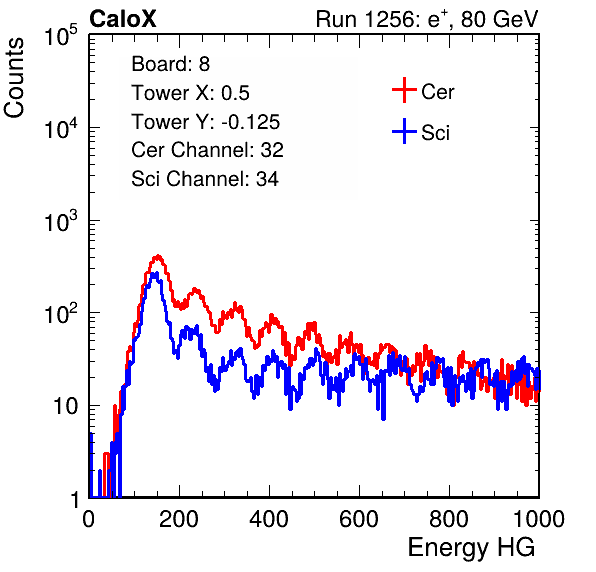 CaloX Run 1256: e⁺, 80 GeV
Counts
Board: 8
Tower X: 0.5
Tower Y: -0.125
Cer Channel: 32
Sci Channel: 34
Cer
Sci
10⁵
10⁴
10³
10²
10
1
0 200 400 600 800 1000
Energy HG